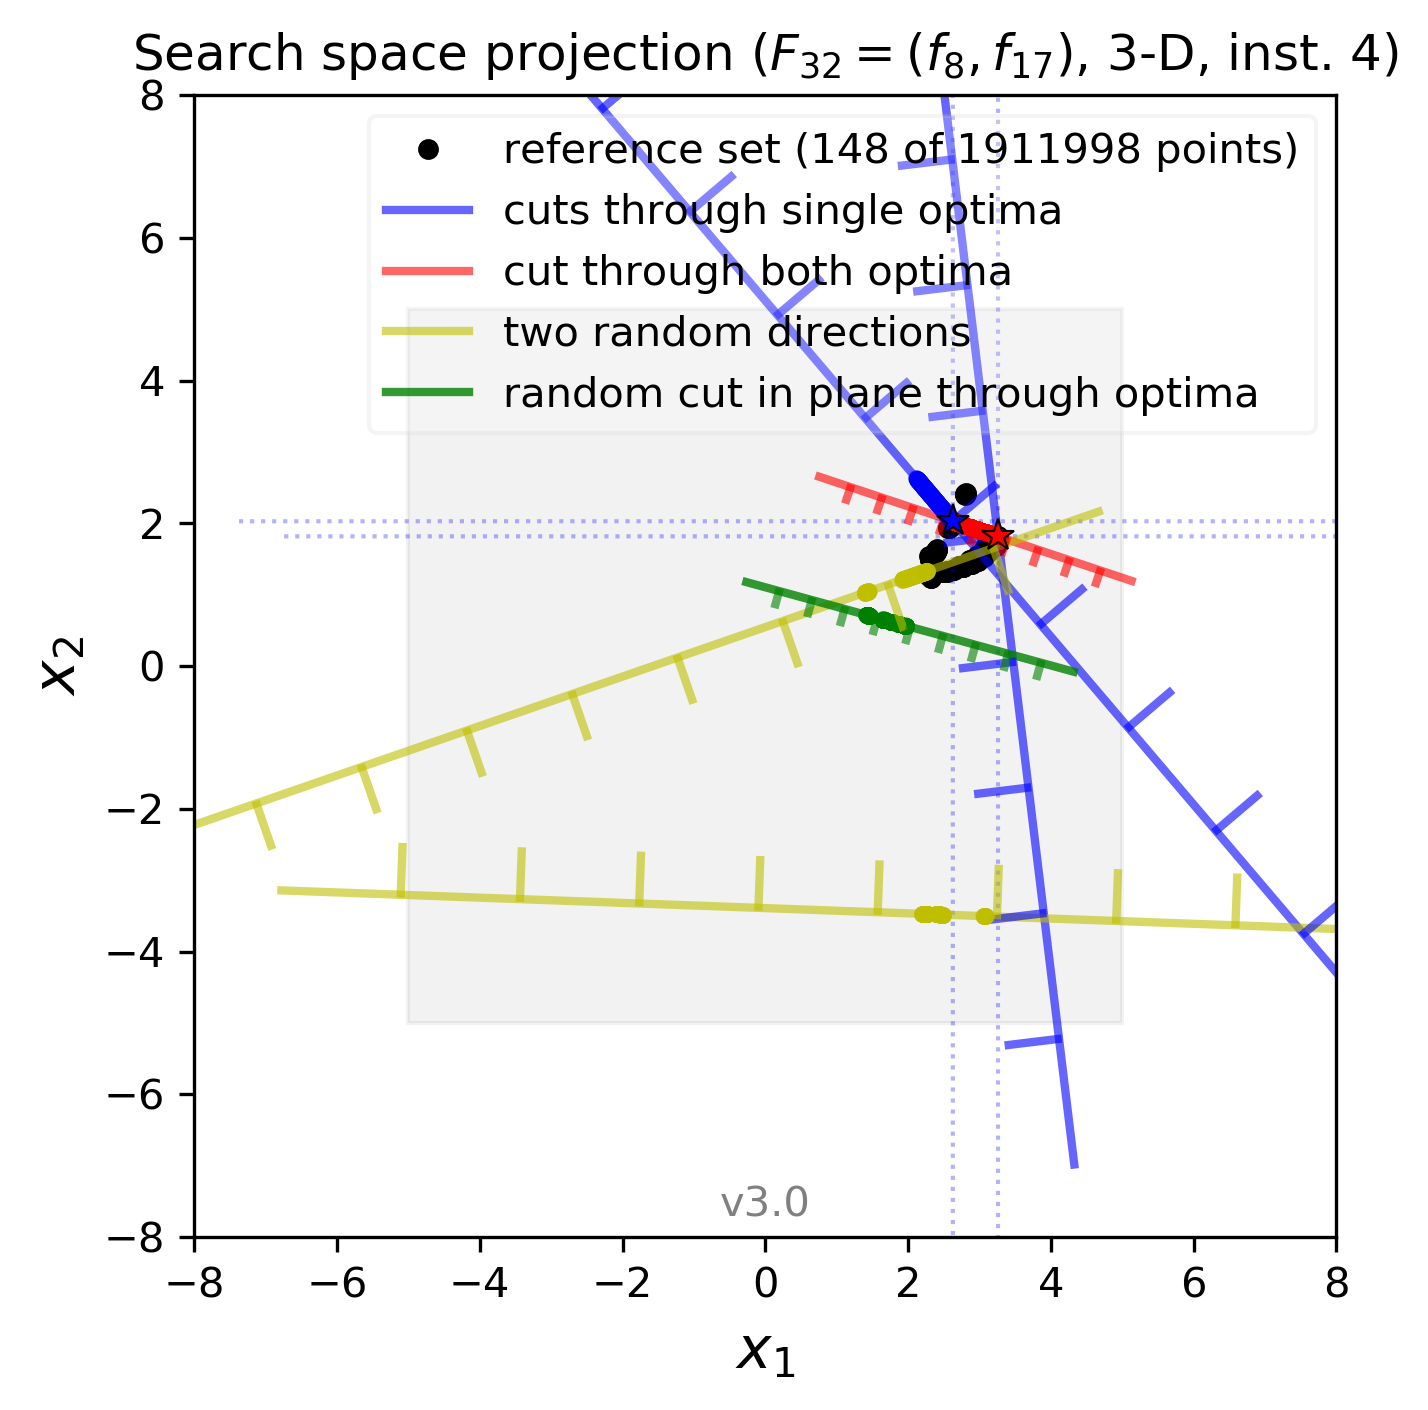 Search space projection (F32 = (f8, f17), 3-D, inst. 4)
8
reference set (148 of 1911998 points)
cuts through single optima
6
cut through both optima
two random directions
4
random cut in plane through optima
2
0
−2
−4
−6
−8
x2
v3.0
−8 −6 −4 −2 0 2 4 6 8
x1